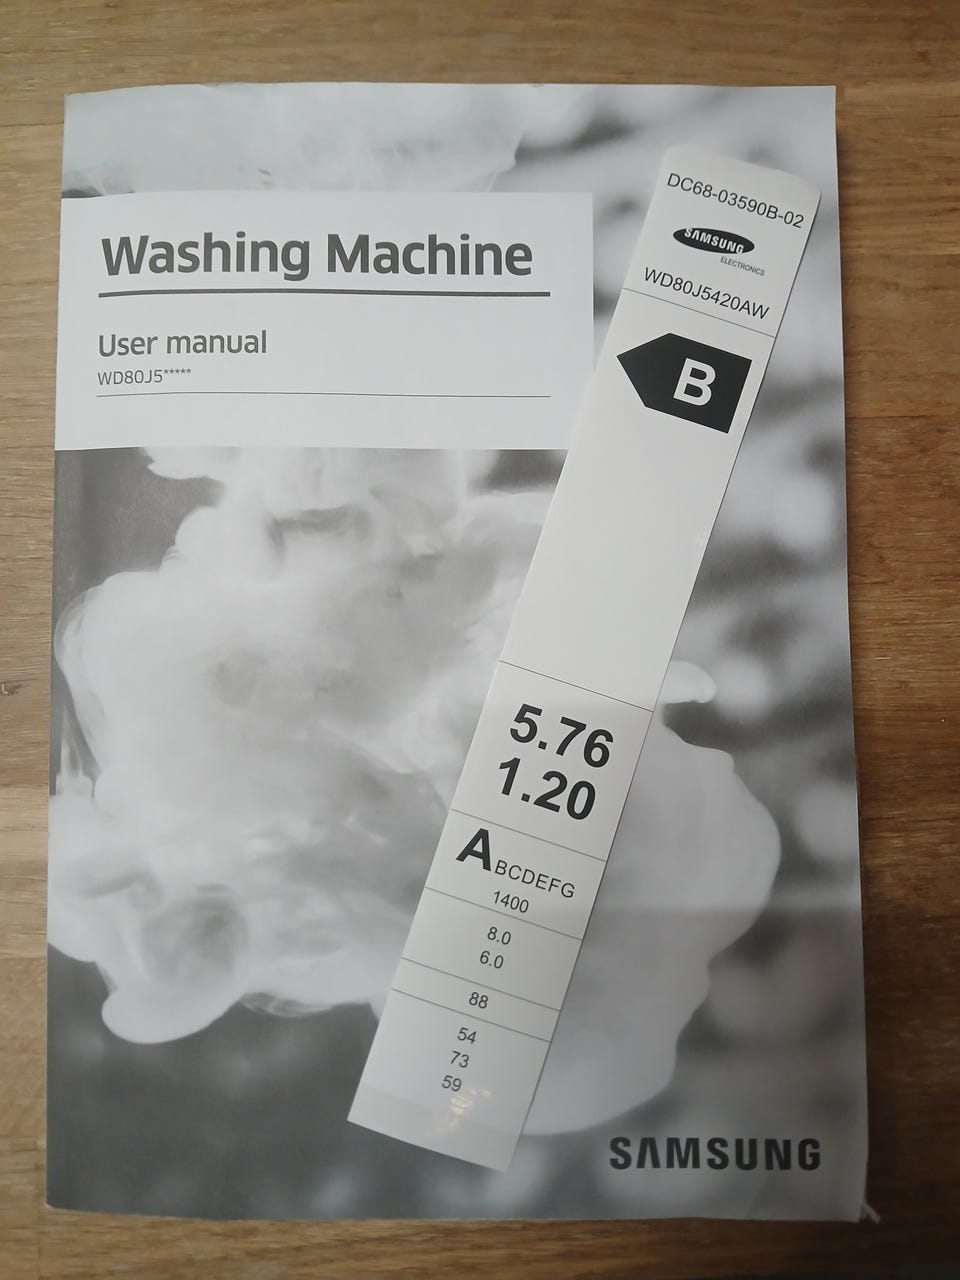 Washing Machine
User manual
WD80J5*****
DC68-03590B-02
SAMSUNG
ELECTRONICS
WD80J5420AW
B
5.76
1.20
ABCDEFG
1400
8.0
6.0
88
54
73
59
SAMSUNG